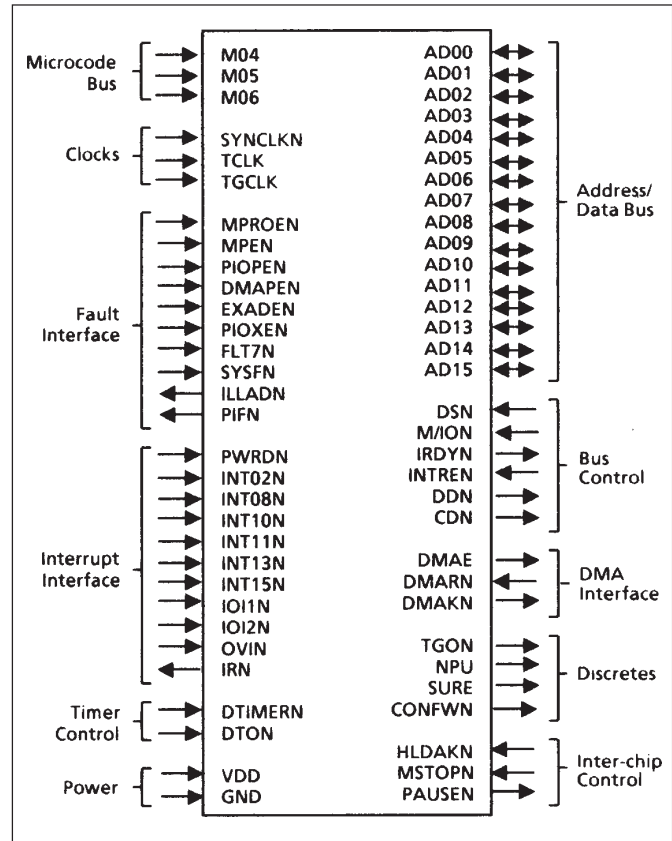 Microcode
Bus
M04
M05
M06
Clocks
SYNCLKN
TCLK
TGCLK
Fault
Interface
MPROEN
MPEN
PIOPEN
DMAPEN
EXADEN
PIOXEN
FLT7N
SYSFN
ILLADN
PIFN
Interrupt
Interface
PWRDN
INT02N
INT08N
INT10N
INT11N
INT13N
INT15N
IOI1N
IOI2N
OVIN
IRN
Timer
Control
DTIMERN
DTON
Power
VDD
GND
AD00
AD01
AD02
AD03
AD04
AD05
AD06
AD07
AD08
AD09
AD10
AD11
AD12
AD13
AD14
AD15
Address/
Data Bus
DSN
M/ION
IRDYN
INTREN
DDN
CDN
Bus
Control
DMAE
DMARN
DMAKN
DMA
Interface
TGON
NPU
SURE
CONFWN
Discretes
HLDAKN
MSTOPN
PAUSEN
Inter-chip
Control